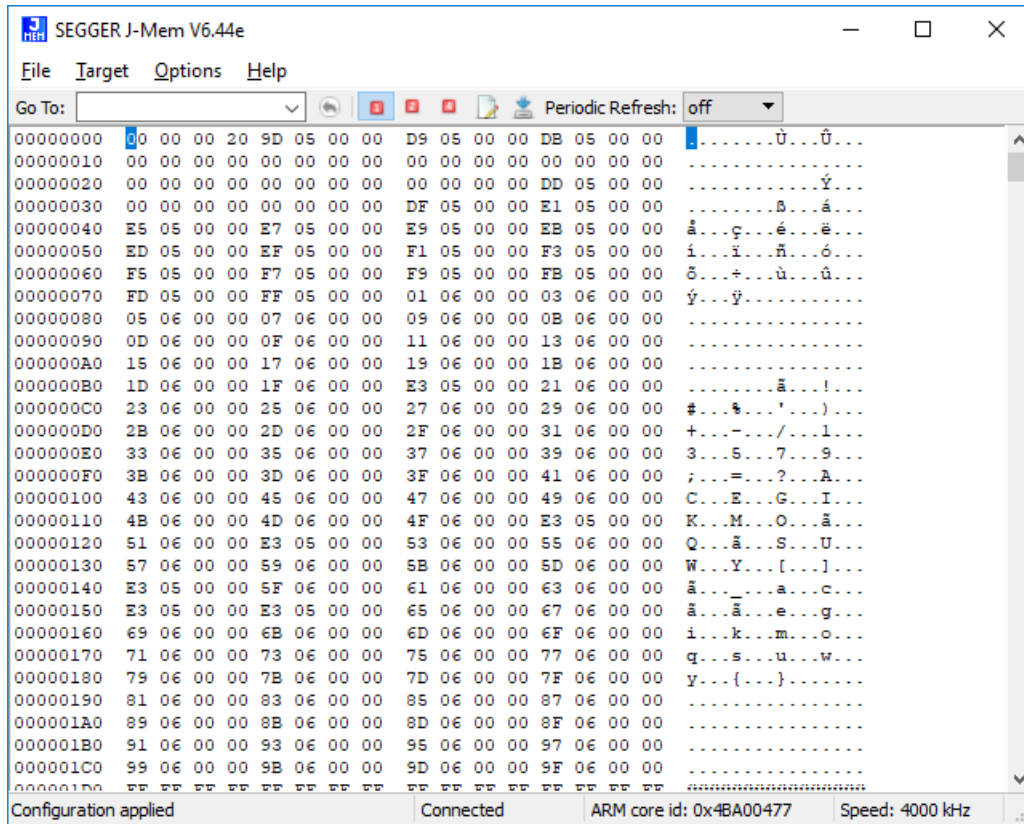 SEGGER J-Mem V6.44e
File Target Options Help
Go To: Periodic Refresh: off
00000000 00 00 00 20 9D 05 00 00 D9 05 00 00 DB 05 00 00 ........Ù...Û...
00000010 00 00 00 00 00 00 00 00 00 00 00 00 00 00 00 00 ................
00000020 00 00 00 00 00 00 00 00 00 00 00 00 DD 05 00 00 ............Ý...
00000030 00 00 00 00 00 00 00 00 DF 05 00 00 E1 05 00 00 ........ß...á...
00000040 E5 05 00 00 E7 05 00 00 E9 05 00 00 EB 05 00 00 å...ç...é...ë...
00000050 ED 05 00 00 EF 05 00 00 F1 05 00 00 F3 05 00 00 í...ï...ñ...ó...
00000060 F5 05 00 00 F7 05 00 00 F9 05 00 00 FB 05 00 00 õ...÷...ù...û...
00000070 FD 05 00 00 FF 05 00 00 01 06 00 00 03 06 00 00 ý...ÿ...........
00000080 05 06 00 00 07 06 00 00 09 06 00 00 0B 06 00 00 ................
00000090 0D 06 00 00 0F 06 00 00 11 06 00 00 13 06 00 00 ................
000000A0 15 06 00 00 17 06 00 00 19 06 00 00 1B 06 00 00 ................
000000B0 1D 06 00 00 1F 06 00 00 E3 05 00 00 21 06 00 00 ........ã...!...
000000C0 23 06 00 00 25 06 00 00 27 06 00 00 29 06 00 00 #...%...'...)...
000000D0 2B 06 00 00 2D 06 00 00 2F 06 00 00 31 06 00 00 +...-.../...1...
000000E0 33 06 00 00 35 06 00 00 37 06 00 00 39 06 00 00 3...5...7...9...
000000F0 3B 06 00 00 3D 06 00 00 3F 06 00 00 41 06 00 00 ;...=...?...A...
00000100 43 06 00 00 45 06 00 00 47 06 00 00 49 06 00 00 C...E...G...I...
00000110 4B 06 00 00 4D 06 00 00 4F 06 00 00 E3 05 00 00 K...M...O...ã...
00000120 51 06 00 00 E3 05 00 00 53 06 00 00 55 06 00 00 Q...ã...S...U...
00000130 57 06 00 00 59 06 00 00 5B 06 00 00 5D 06 00 00 W...Y...[...]...
00000140 E3 05 00 00 5F 06 00 00 61 06 00 00 63 06 00 00 ã..._...a...c...
00000150 E3 05 00 00 E3 05 00 00 65 06 00 00 67 06 00 00 ã...ã...e...g...
00000160 69 06 00 00 6B 06 00 00 6D 06 00 00 6F 06 00 00 i...k...m...o...
00000170 71 06 00 00 73 06 00 00 75 06 00 00 77 06 00 00 q...s...u...w...
00000180 79 06 00 00 7B 06 00 00 7D 06 00 00 7F 06 00 00 y...{...}.......
00000190 81 06 00 00 83 06 00 00 85 06 00 00 87 06 00 00 ................
000001A0 89 06 00 00 8B 06 00 00 8D 06 00 00 8F 06 00 00 ................
000001B0 91 06 00 00 93 06 00 00 95 06 00 00 97 06 00 00 ................
000001C0 99 06 00 00 9B 06 00 00 9D 06 00 00 9F 06 00 00 ................
Configuration applied Connected ARM core id: 0x4BA00477 Speed: 4000 kHz